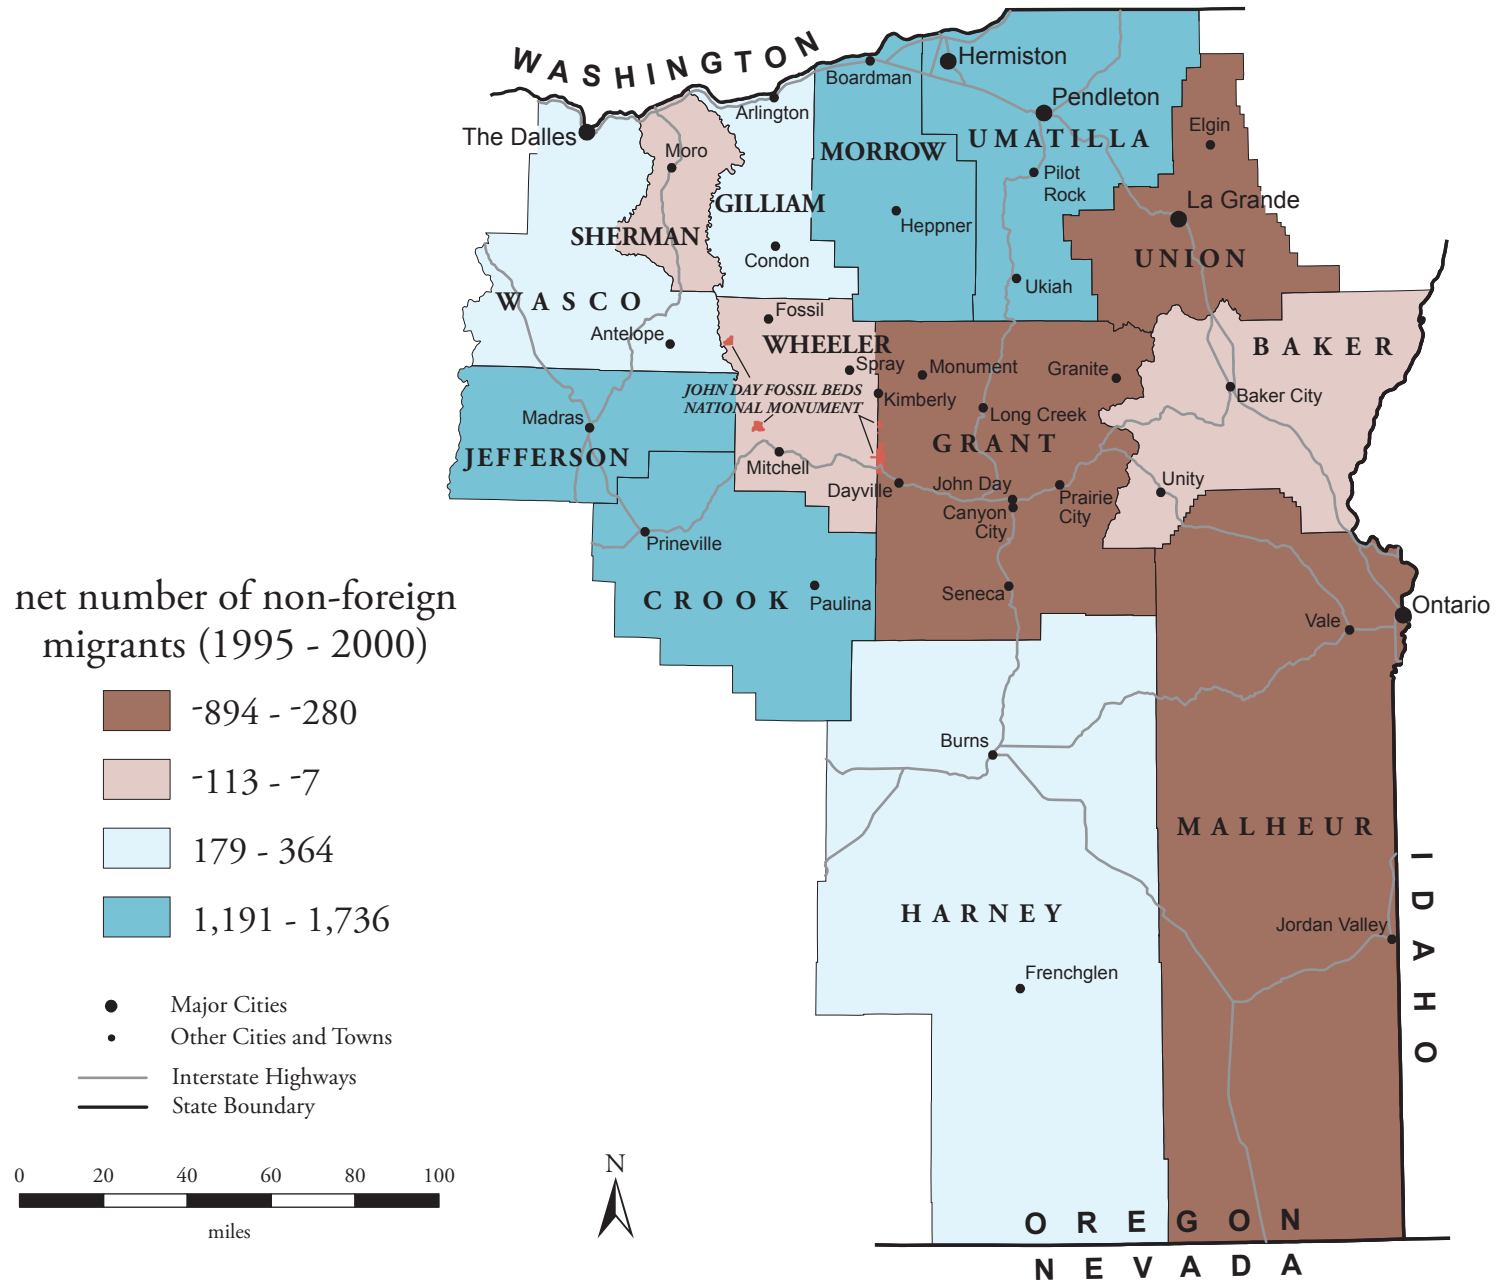 WASHINGTON
Hermiston
Boardman
Pendleton
Arlington
The Dalles
UMATILLA
Elgin
MORROW
Moro
Pilot
Rock
La Grande
GILLIAM
Heppner
SHERMAN
UNION
Condon
Ukiah
WASCO
Fossil
Antelope
WHEELER
BAKER
Spray
Monument
Granite
JOHN DAY FOSSIL BEDS
NATIONAL MONUMENT
Kimberly
Baker City
Long Creek
Madras
GRANT
JEFFERSON
Mitchell
Unity
Dayville
John Day
Prairie
City
Canyon
City
Prineville
CROOK
Paulina
Seneca
Ontario
Vale
Burns
MALHEUR
HARNEY
Jordan Valley
Frenchglen
IDAHO
OREGON
NEVADA
net number of non-foreign
migrants (1995 - 2000)
-894 - -280
-113 - -7
179 - 364
1,191 - 1,736
Major Cities
Other Cities and Towns
Interstate Highways
State Boundary
0 20 40 60 80 100
miles
N